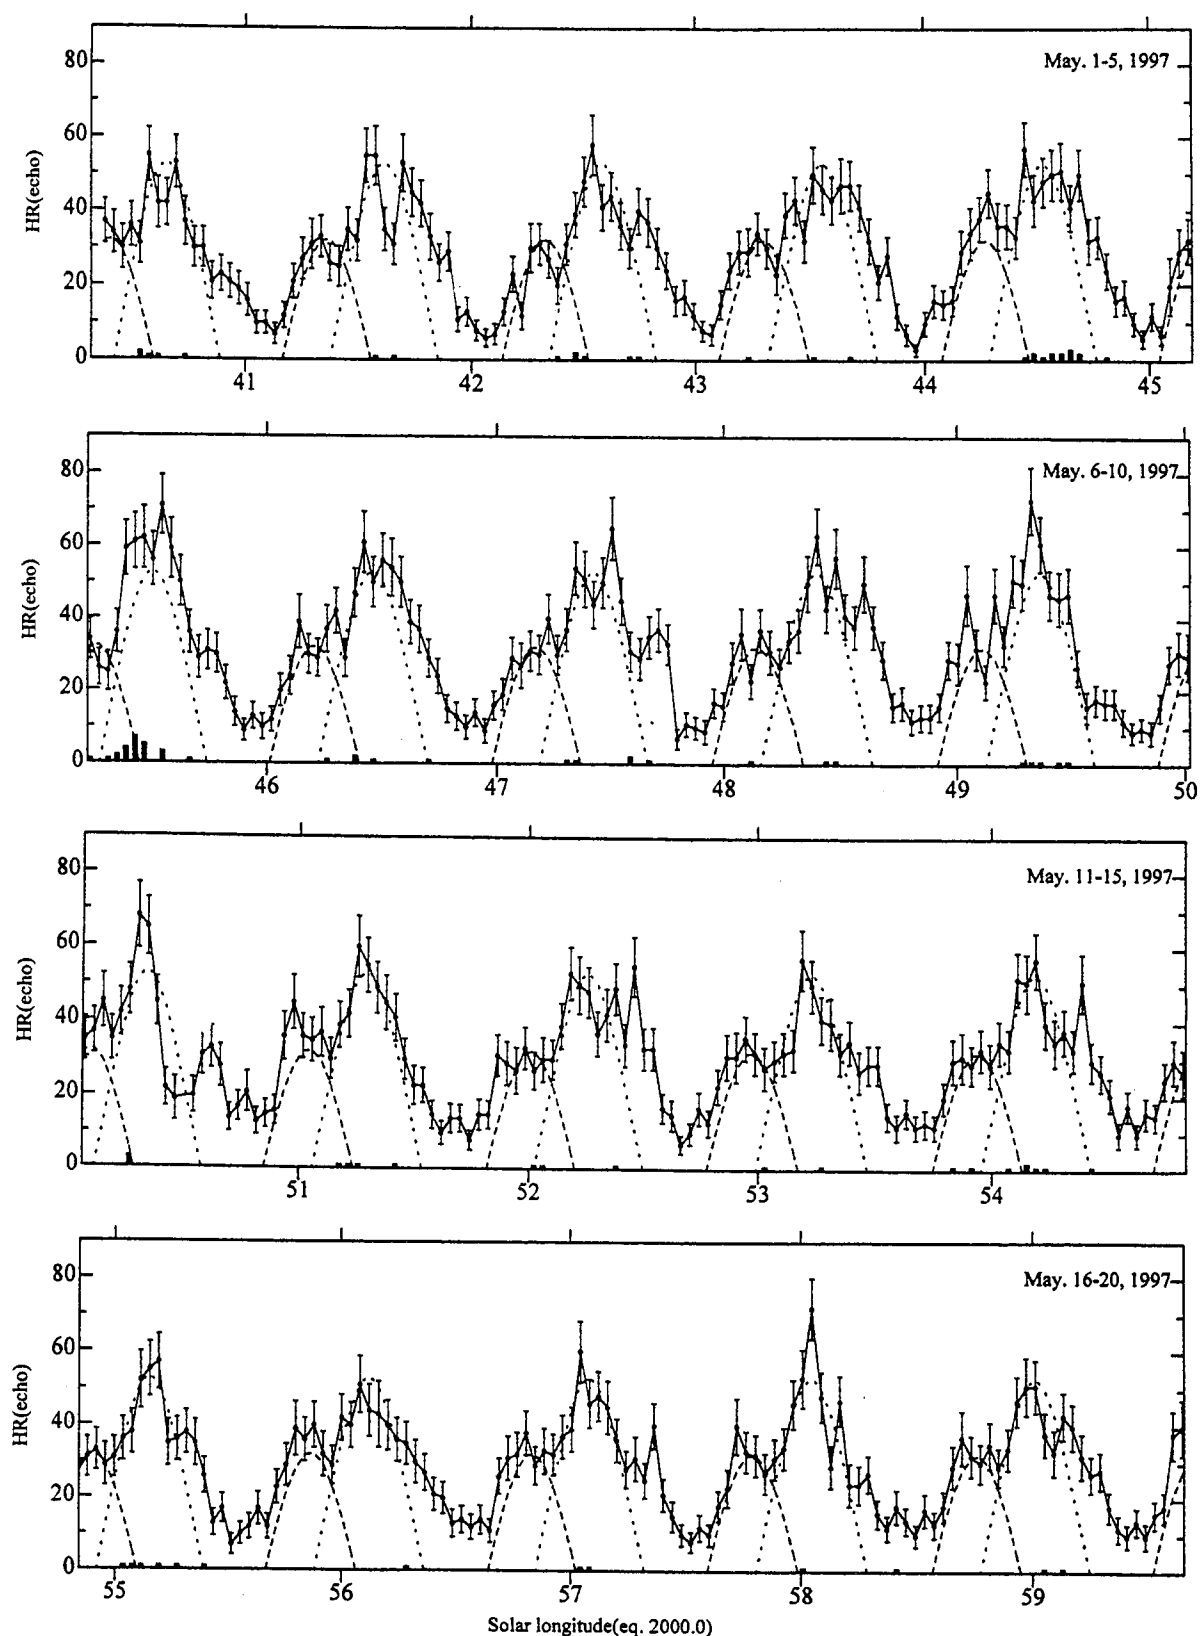 May. 1-5, 1997
HR(echo)
80
60
40
20
0
41 42 43 44 45
May. 6-10, 1997
HR(echo)
80
60
40
20
0
46 47 48 49 50
May. 11-15, 1997
HR(echo)
80
60
40
20
0
51 52 53 54
May. 16-20, 1997
HR(echo)
80
60
40
20
0
55 56 57 58 59
Solar longitude(eq. 2000.0)